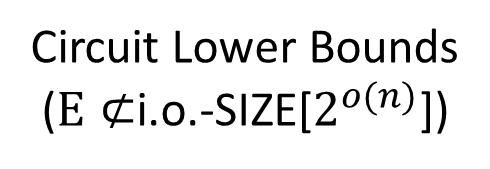 Circuit Lower Bounds
(E ⊄i.o.-SIZE[2^{o(n)}])